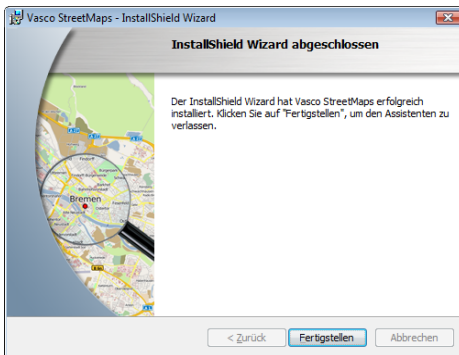 Vasco StreetMaps - InstallShield Wizard
InstallShield Wizard abgeschlossen
Der InstallShield Wizard hat Vasco StreetMaps erfolgreich
installiert. Klicken Sie auf "Fertigstellen", um den Assistenten zu
verlassen.
Bremen
< Zurück
Fertigstellen
Abbrechen